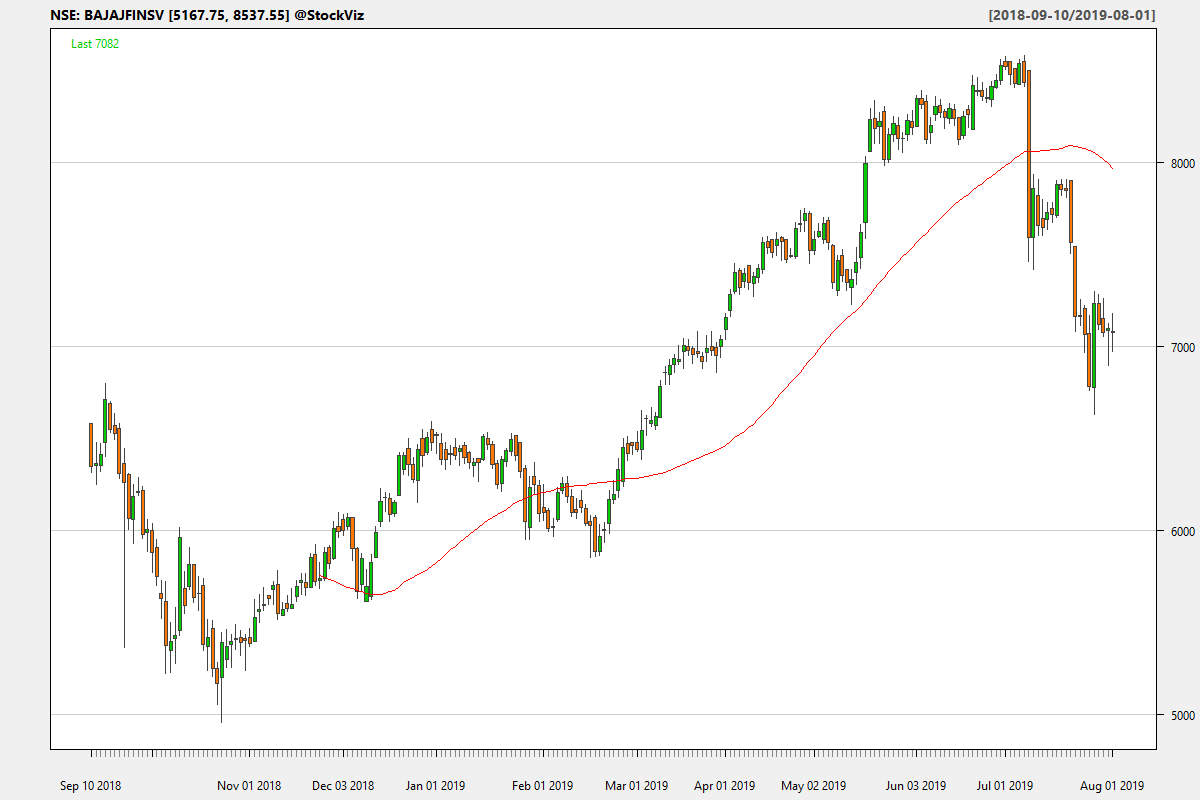 NSE: BAJAJFINSV [5167.75, 8537.55] @StockViz [2018-09-10/2019-08-01]
Last 7082
8000
7000
6000
5000
Sep 10 2018 Nov 01 2018 Dec 03 2018 Jan 01 2019 Feb 01 2019 Mar 01 2019 Apr 01 2019 May 02 2019 Jun 03 2019 Jul 01 2019 Aug 01 2019